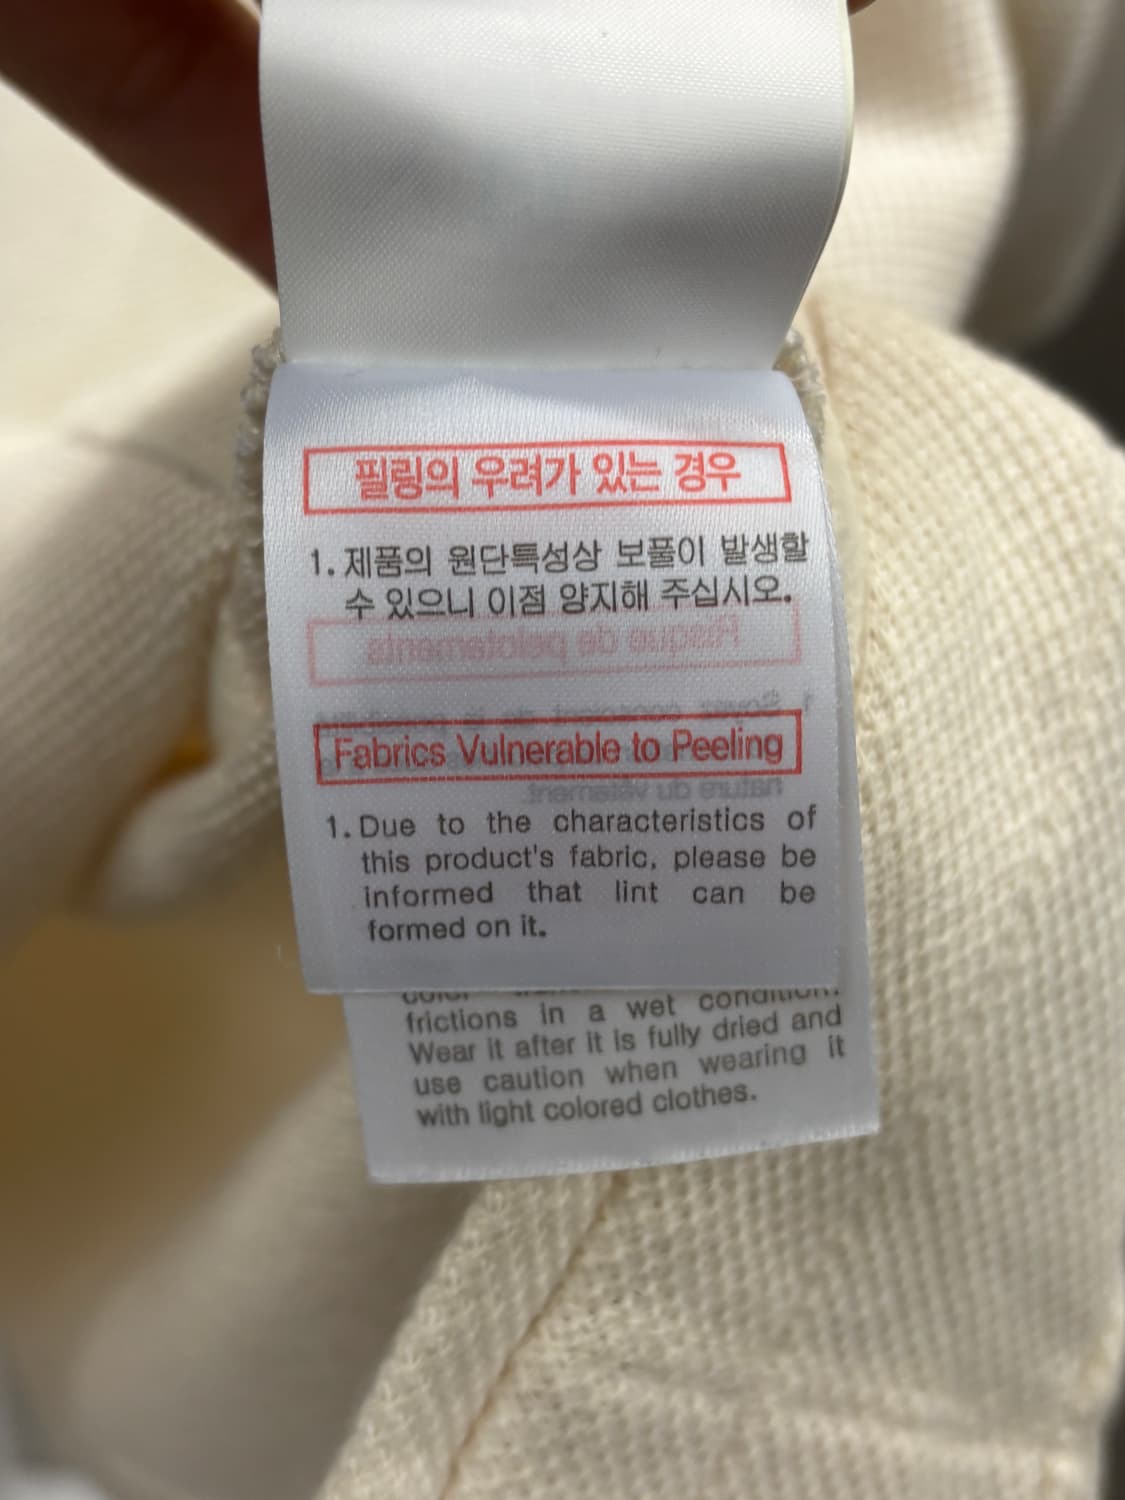 필링의 우려가 있는 경우
1. 제품의 원단특성상 보풀이 발생할
수 있으니 이점 양지해 주십시오.
Risque de pelotements
Fabrics Vulnerable to Peeling
nature du vêtement.
1. Due to the characteristics of
this product's fabric, please be
informed that lint can be
formed on it.
color
frictions in a wet condition.
Wear it after it is fully dried and
use caution when wearing it
with light colored clothes.